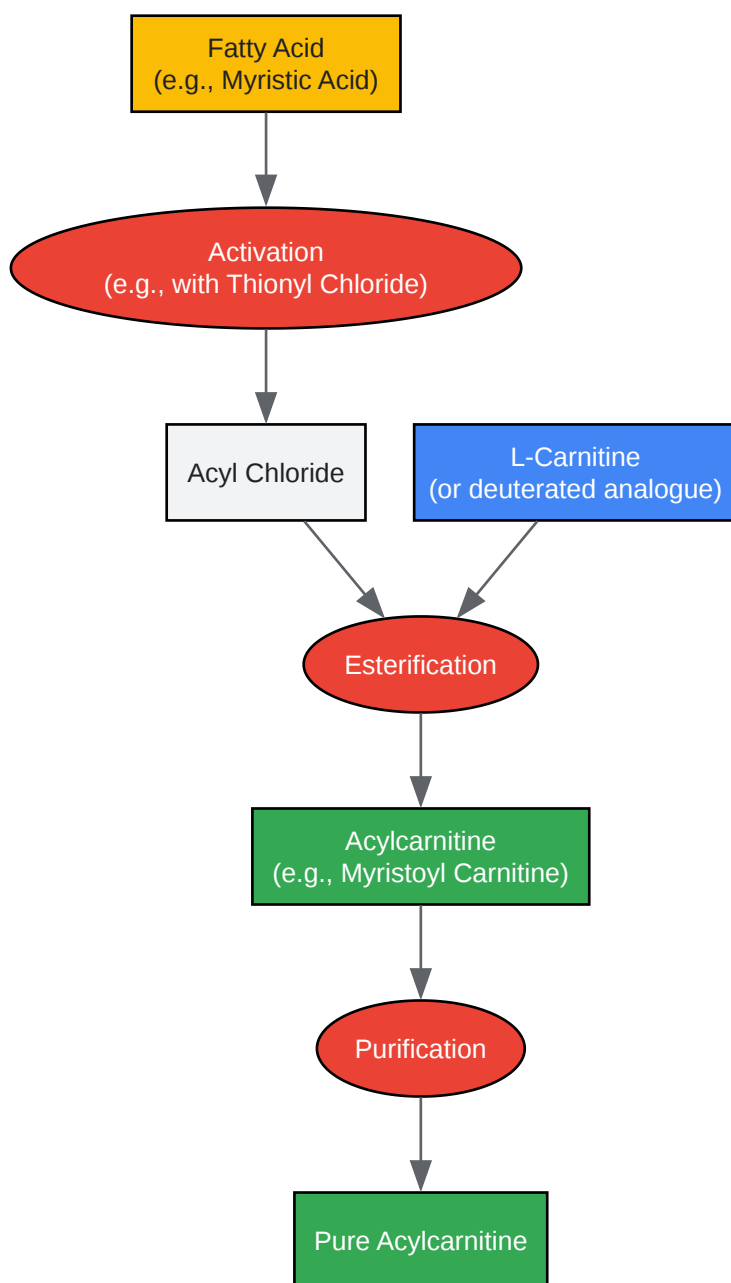 Fatty Acid
(e.g., Myristic Acid)
Activation
(e.g., with Thionyl Chloride)
Acyl Chloride
L-Carnitine
(or deuterated analogue)
Esterification
Acylcarnitine
(e.g., Myristoyl Carnitine)
Purification
Pure Acylcarnitine